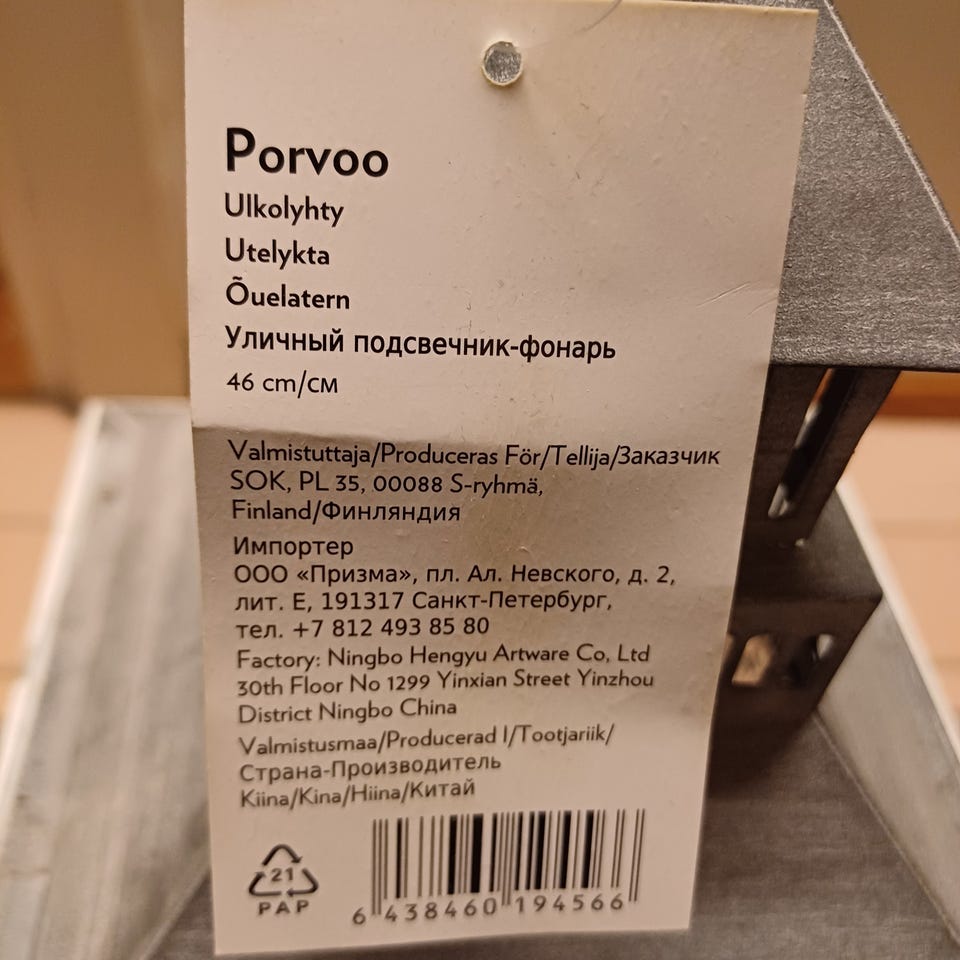 Porvoo
Ulkolyhty
Utelykta
Õuelatern
Уличный подсвечник-фонарь
46 cm/см
Valmistuttaja/Produceras För/Tellija/Заказчик
SOK, PL 35, 00088 S-ryhmä,
Finland/Финляндия
Импортер
ООО «Призма», пл. Ал. Невского, д. 2,
лит. Е, 191317 Санкт-Петербург,
тел. +7 812 493 85 80
Factory: Ningbo Hengyu Artware Co, Ltd
30th Floor No 1299 Yinxian Street Yinzhou
District Ningbo China
Valmistusmaa/Producerad I/Tootjariik/
Страна-Производитель
Kiina/Kina/Hiina/Китай
21
PAP
6 438460 194566